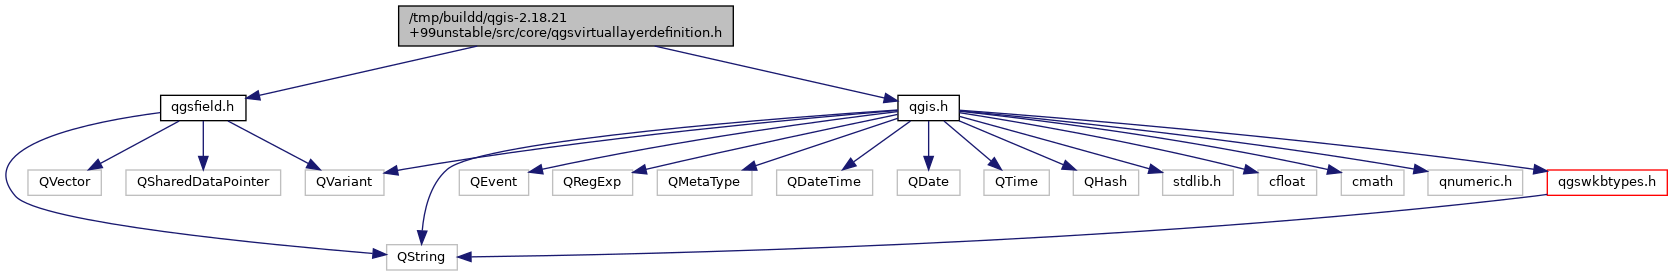 /tmp/buildd/qgis-2.18.21
+99unstable/src/core/qgsvirtuallayerdefinition.h
qgsfield.h
qgis.h
QVector
QSharedDataPointer
QVariant
QEvent
QRegExp
QMetaType
QDateTime
QDate
QTime
QHash
stdlib.h
cfloat
cmath
qnumeric.h
qgswkbtypes.h
QString